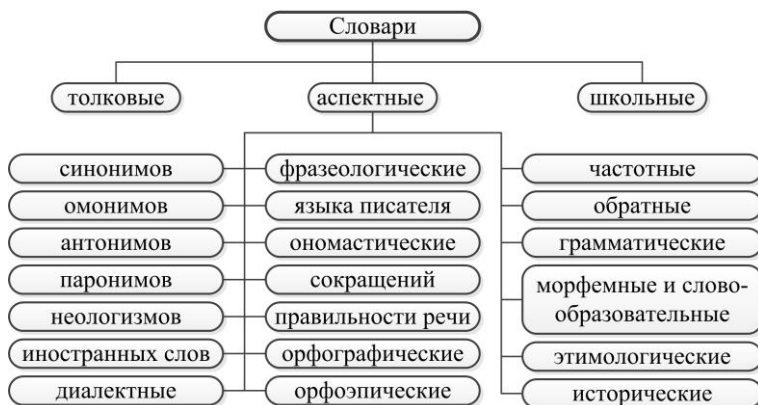 Словари
толковые
аспектные
школьные
синонимов
омонимов
антонимов
паронимов
неологизмов
иностранных слов
диалектные
фразеологические
языка писателя
ономастические
сокращений
правильности речи
орфографические
орфоэпические
частотные
обратные
грамматические
морфемные и слово-
образовательные
этимологические
исторические